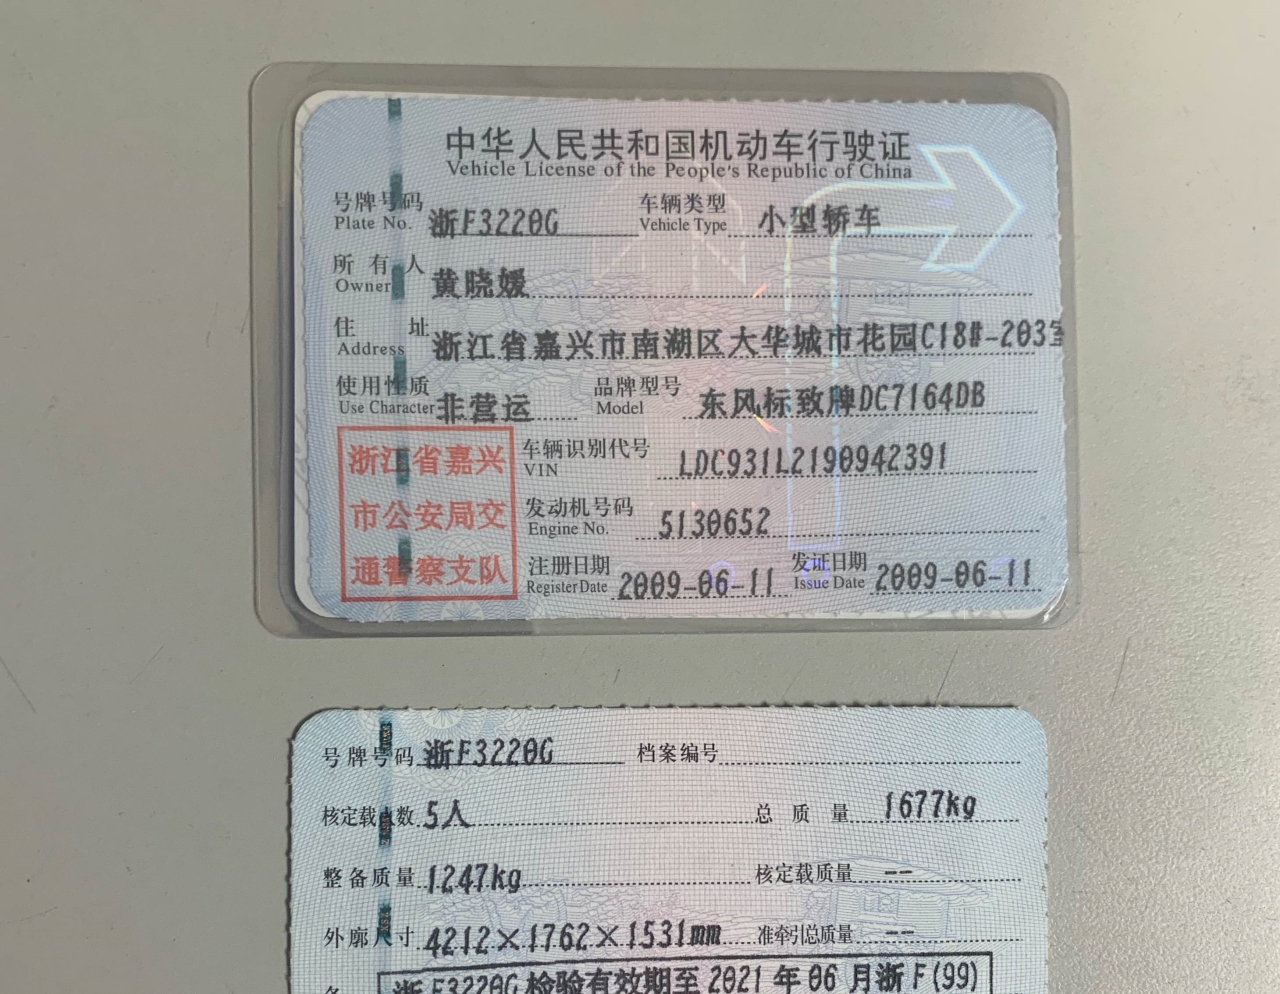 中华人民共和国机动车行驶证
Vehicle License of the People's Republic of China
号牌号码 浙F3220G 车辆类型 小型轿车
Plate No. Vehicle Type
所有人 黄晓媛
Owner
住址 浙江省嘉兴市南湖区大华城市花园C18#-203室
Address
使用性质 非营运 品牌型号 东风标致牌DC7164DB
Use Character Model
浙江省嘉兴
市公安局交
通警察支队
车辆识别代号 LDC931L2190942391
VIN
发动机号码 5130652
Engine No.
注册日期 2009-06-11 发证日期 2009-06-11
Register Date Issue Date
号牌号码 浙F3220G 档案编号
核定载人数 5人 总质量 1677kg
整备质量 1247kg 核定载质量 --
外廓尺寸 4212×1762×1531mm 准牵引总质量 --
浙F3220G 检验有效期至 2021 年 06 月浙 F(99)